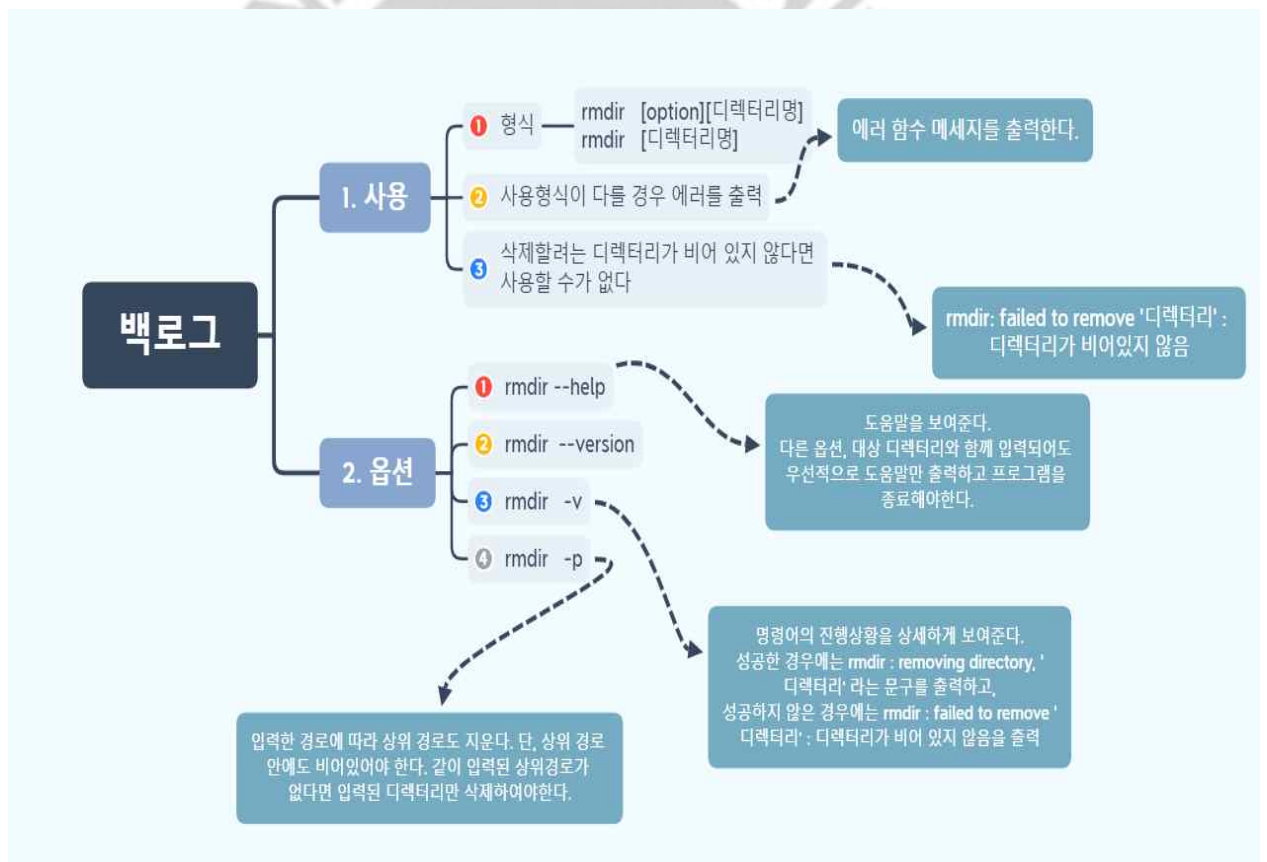 백로그
1. 사용
1 형식
rmdir [option][디렉터리명]
rmdir [디렉터리명]
2 사용형식이 다를 경우 에러를 출력
에러 함수 메세지를 출력한다.
3 삭제할려는 디렉터리가 비어 있지 않다면
사용할 수가 없다
rmdir: failed to remove '디렉터리' :
디렉터리가 비어있지 않음
2. 옵션
1 rmdir --help
도움말을 보여준다.
다른 옵션, 대상 디렉터리와 함께 입력되어도
우선적으로 도움말만 출력하고 프로그램을
종료해야한다.
2 rmdir --version
3 rmdir -v
명령어의 진행상황을 상세하게 보여준다.
성공한 경우에는 rmdir : removing directory, '
디렉터리' 라는 문구를 출력하고,
성공하지 않은 경우에는 rmdir : failed to remove '
디렉터리' : 디렉터리가 비어 있지 않음을 출력
4 rmdir -p
입력한 경로에 따라 상위 경로도 지운다. 단, 상위 경로
안에도 비어있어야 한다. 같이 입력된 상위경로가
없다면 입력된 디렉터리만 삭제하여야한다.